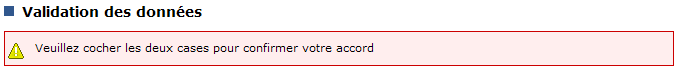 Validation des données
Veuillez cocher les deux cases pour confirmer votre accord